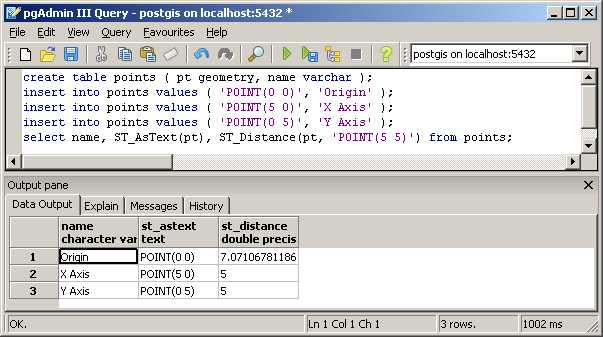 pgAdmin III Query - postgis on localhost:5432 *
File Edit View Query Favourites Help
postgis on localhost:5432
create table points ( pt geometry, name varchar );
insert into points values ( 'POINT(0 0)', 'Origin' );
insert into points values ( 'POINT(5 0)', 'X Axis' );
insert into points values ( 'POINT(0 5)', 'Y Axis' );
select name, ST_AsText(pt), ST_Distance(pt, 'POINT(5 5)') from points;
Output pane
Data Output Explain Messages History
name st_astext st_distance
character var text double precis
1 Origin POINT(0 0) 7.07106781186
2 X Axis POINT(5 0) 5
3 Y Axis POINT(0 5) 5
OK. Ln 1 Col 1 Ch 1 3 rows. 1002 ms